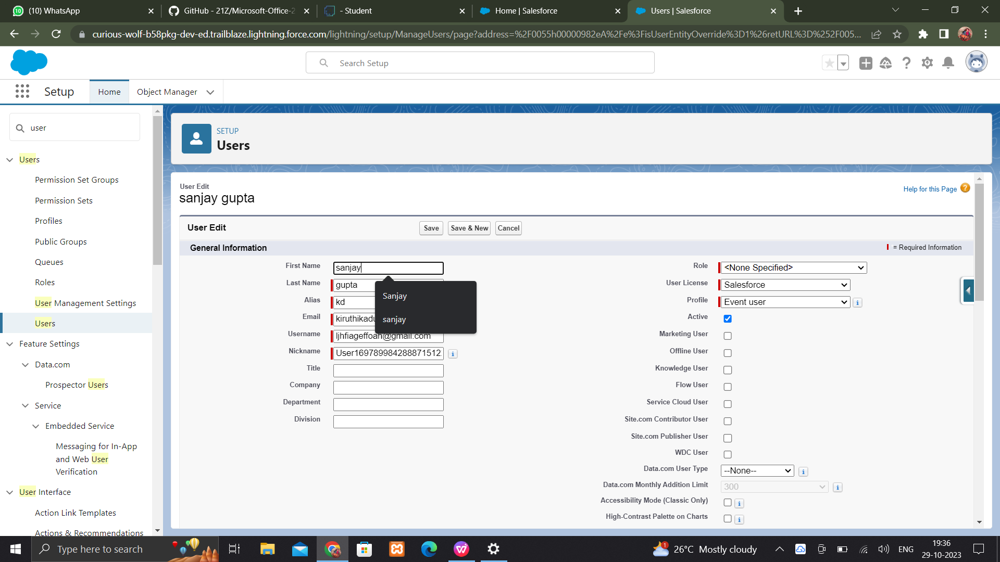 (10) WhatsApp
GitHub - 21Z/Microsoft-Office-2
- Student
Home | Salesforce
Users | Salesforce
curious-wolf-b58pkg-dev-ed.trailblaze.lightning.force.com/lightning/setup/ManageUsers/page?address=%2F0055h00000982eA%2Fe%3FisUserEntityOverride%3D1%26retURL%3D%252F005...
Search Setup
Setup
Home
Object Manager
user
Users
Permission Set Groups
Permission Sets
Profiles
Public Groups
Queues
Roles
User Management Settings
Users
Feature Settings
Data.com
Prospector Users
Service
Embedded Service
Messaging for In-App
and Web User
Verification
User Interface
Action Link Templates
Actions & Recommendations
SETUP
Users
User Edit
sanjay gupta
Help for this Page
User Edit
Save
Save & New
Cancel
General Information
= Required Information
First Name sanjay
Last Name gupta
Alias kd
Email kiruthikadu
Username ljhfiageffoah@gmail.com
Nickname User169789984288871512
Title
Company
Department
Division
Sanjay
sanjay
Role <None Specified>
User License Salesforce
Profile Event user
Active
Marketing User
Offline User
Knowledge User
Flow User
Service Cloud User
Site.com Contributor User
Site.com Publisher User
WDC User
Data.com User Type --None--
Data.com Monthly Addition Limit 300
Accessibility Mode (Classic Only)
High-Contrast Palette on Charts
Type here to search
1
26°C Mostly cloudy
ENG
19:36
29-10-2023